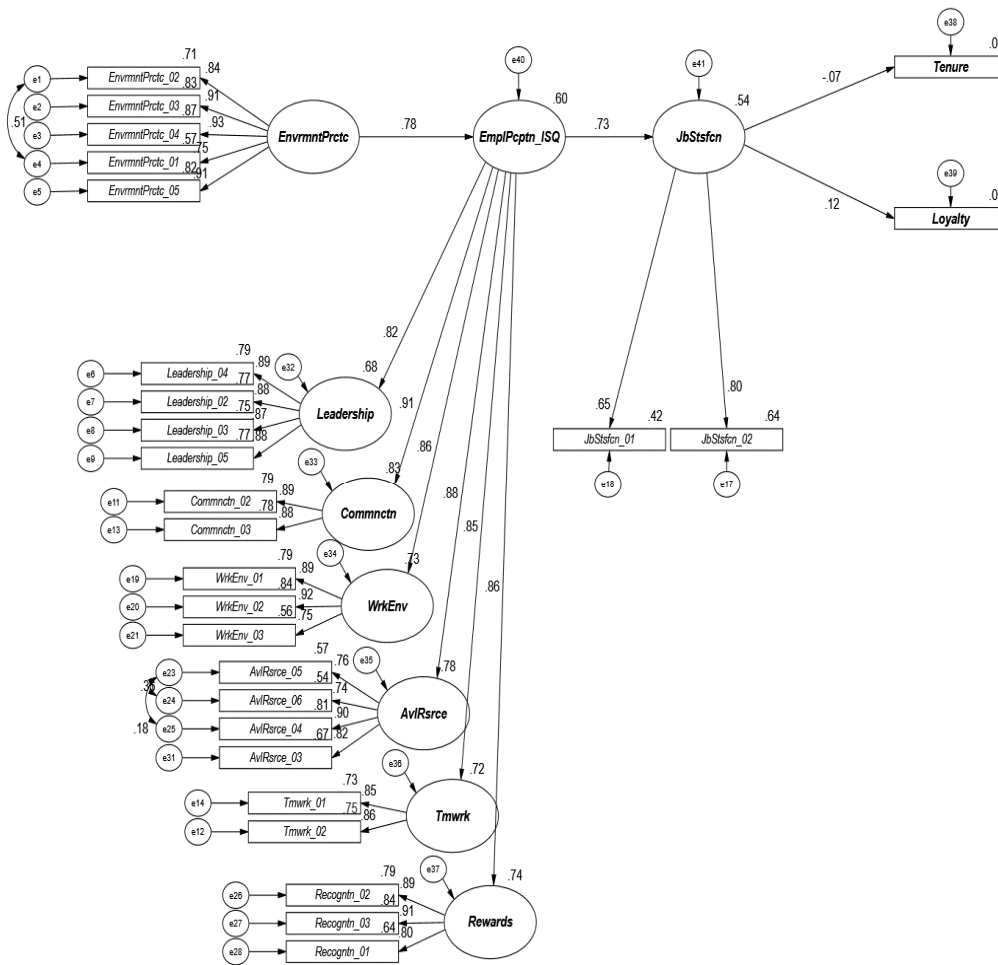 e38
.0
e40
e41
.71
e1
EnvrmntPrctc_02
.84
.83
-.07
Tenure
.60
.54
e2
EnvrmntPrctc_03
.91
.87
.51
e3
EnvrmntPrctc_04
.93
.57
EnvrmntPrctc
.78
EmplPcptn_ISQ
.73
JbStsfcn
.75
e4
EnvrmntPrctc_01
.82
.91
e39
e5
EnvrmntPrctc_05
.0
.12
Loyalty
.82
.79
e6
Leadership_04
.89
.77
e32
.68
.80
e7
Leadership_02
.88
.75
.91
.65
.42
.64
e8
Leadership_03
.87
.77
Leadership
.88
JbStsfcn_01
JbStsfcn_02
e9
Leadership_05
.86
e33
.83
e18
e17
.79
e11
Commnctn_02
.89
.78
.88
Commnctn
.88
e13
Commnctn_03
.85
e34
.73
.79
e19
WrkEnv_01
.89
.84
.86
e20
WrkEnv_02
.92
.56
WrkEnv
.75
e21
WrkEnv_03
.57
.76
e35
.78
e23
AvlRsrce_05
.54
e24
AvlRsrce_06
.74
.81
AvlRsrce
.90
.18
e25
AvlRsrce_04
.67
.82
e31
AvlRsrce_03
e36
.72
.73
.85
e14
Tmwrk_01
.75
.86
Tmwrk
e12
Tmwrk_02
.79
e37
.74
e26
Recogntn_02
.89
.84
.91
e27
Recogntn_03
.64
Rewards
.80
e28
Recogntn_01